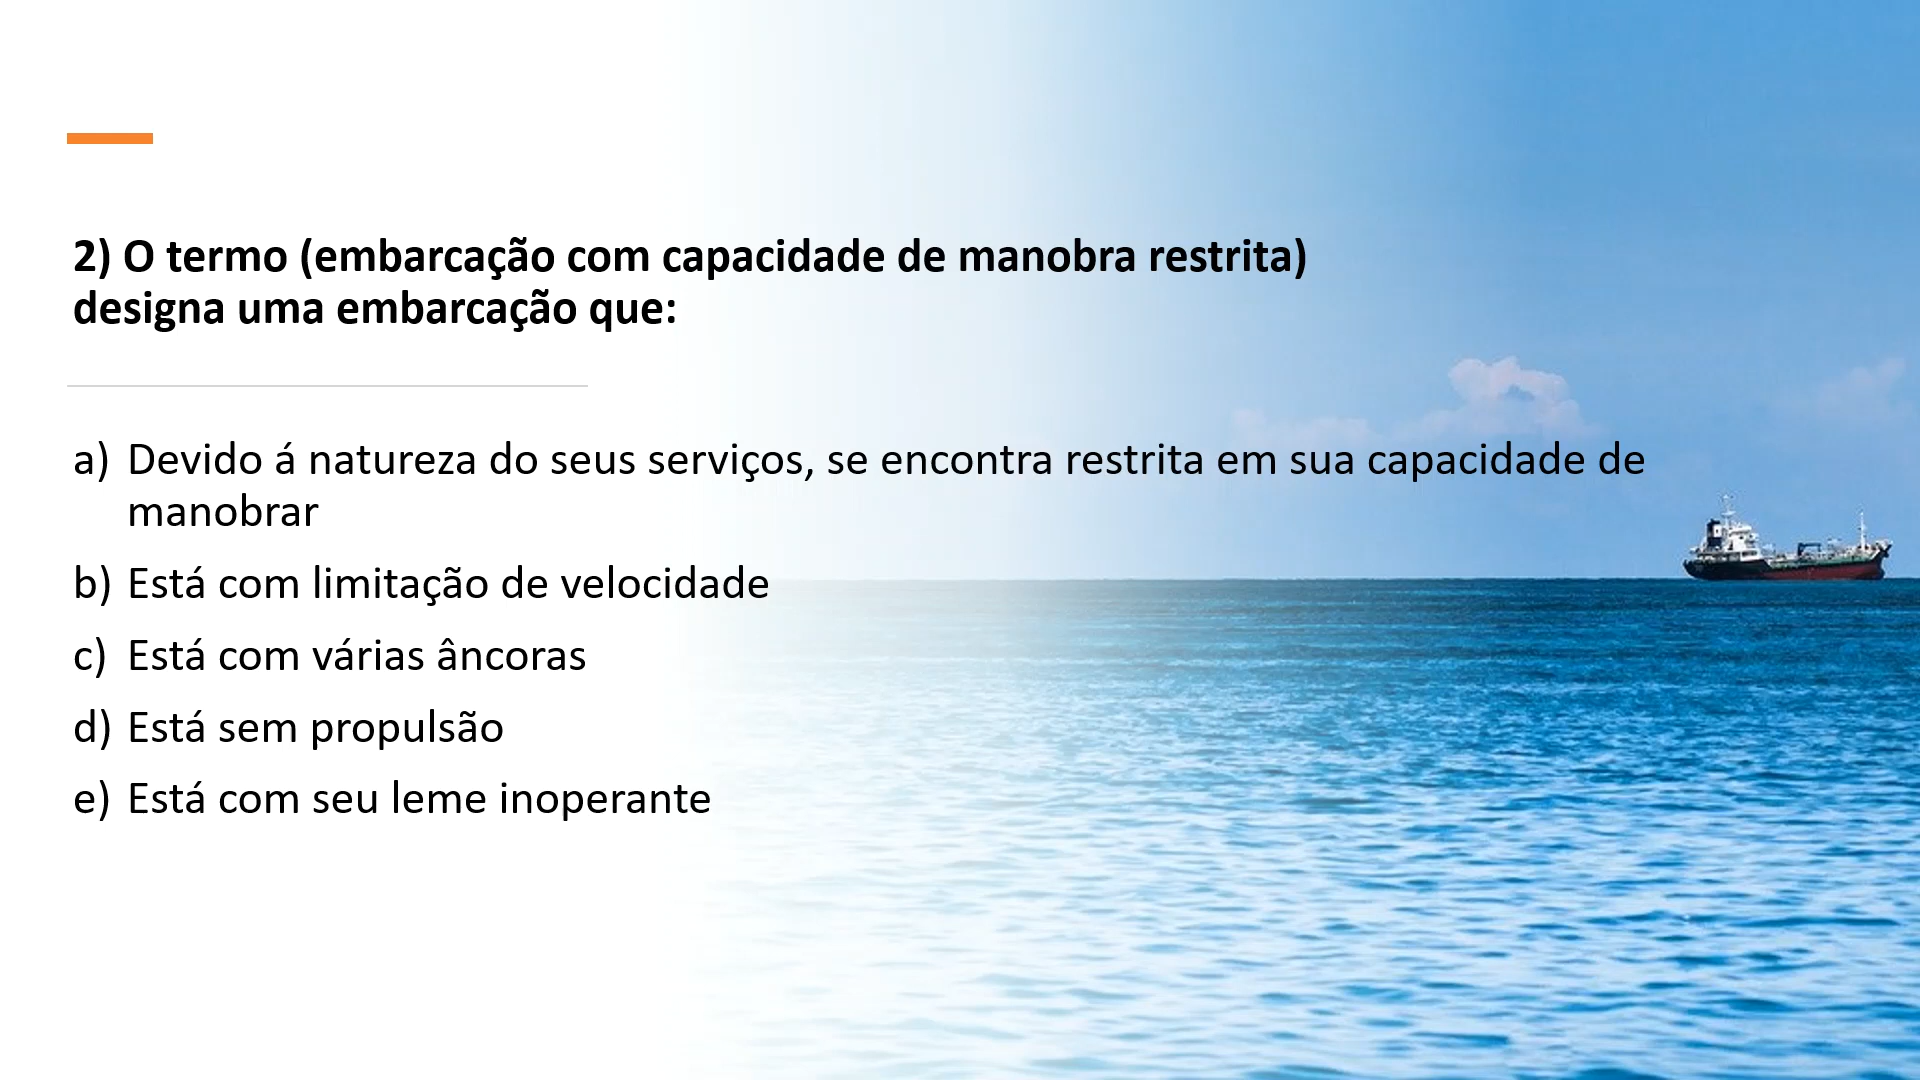 2) O termo (embarcação com capacidade de manobra restrita)
designa uma embarcação que:
a) Devido á natureza do seus serviços, se encontra restrita em sua capacidade de
manobrar
b) Está com limitação de velocidade
c) Está com várias âncoras
d) Está sem propulsão
e) Está com seu leme inoperante